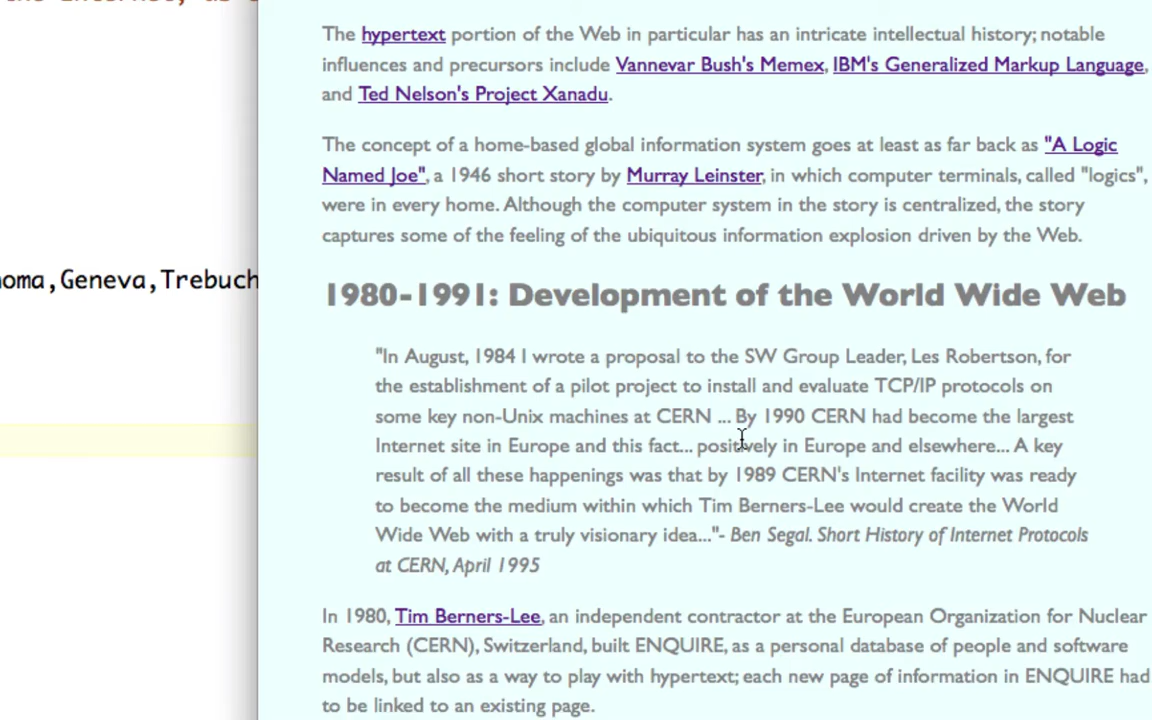 The hypertext portion of the Web in particular has an intricate intellectual history; notable
influences and precursors include Vannevar Bush's Memex, IBM's Generalized Markup Language,
and Ted Nelson's Project Xanadu.
The concept of a home-based global information system goes at least as far back as "A Logic
Named Joe", a 1946 short story by Murray Leinster, in which computer terminals, called "logics",
were in every home. Although the computer system in the story is centralized, the story
captures some of the feeling of the ubiquitous information explosion driven by the Web.
oma,Geneva,Trebuch
1980-1991: Development of the World Wide Web
"In August, 1984 I wrote a proposal to the SW Group Leader, Les Robertson, for
the establishment of a pilot project to install and evaluate TCP/IP protocols on
some key non-Unix machines at CERN ... By 1990 CERN had become the largest
Internet site in Europe and this fact... positively in Europe and elsewhere... A key
result of all these happenings was that by 1989 CERN's Internet facility was ready
to become the medium within which Tim Berners-Lee would create the World
Wide Web with a truly visionary idea..."- Ben Segal. Short History of Internet Protocols
at CERN, April 1995
In 1980, Tim Berners-Lee, an independent contractor at the European Organization for Nuclear
Research (CERN), Switzerland, built ENQUIRE, as a personal database of people and software
models, but also as a way to play with hypertext; each new page of information in ENQUIRE had
to be linked to an existing page.